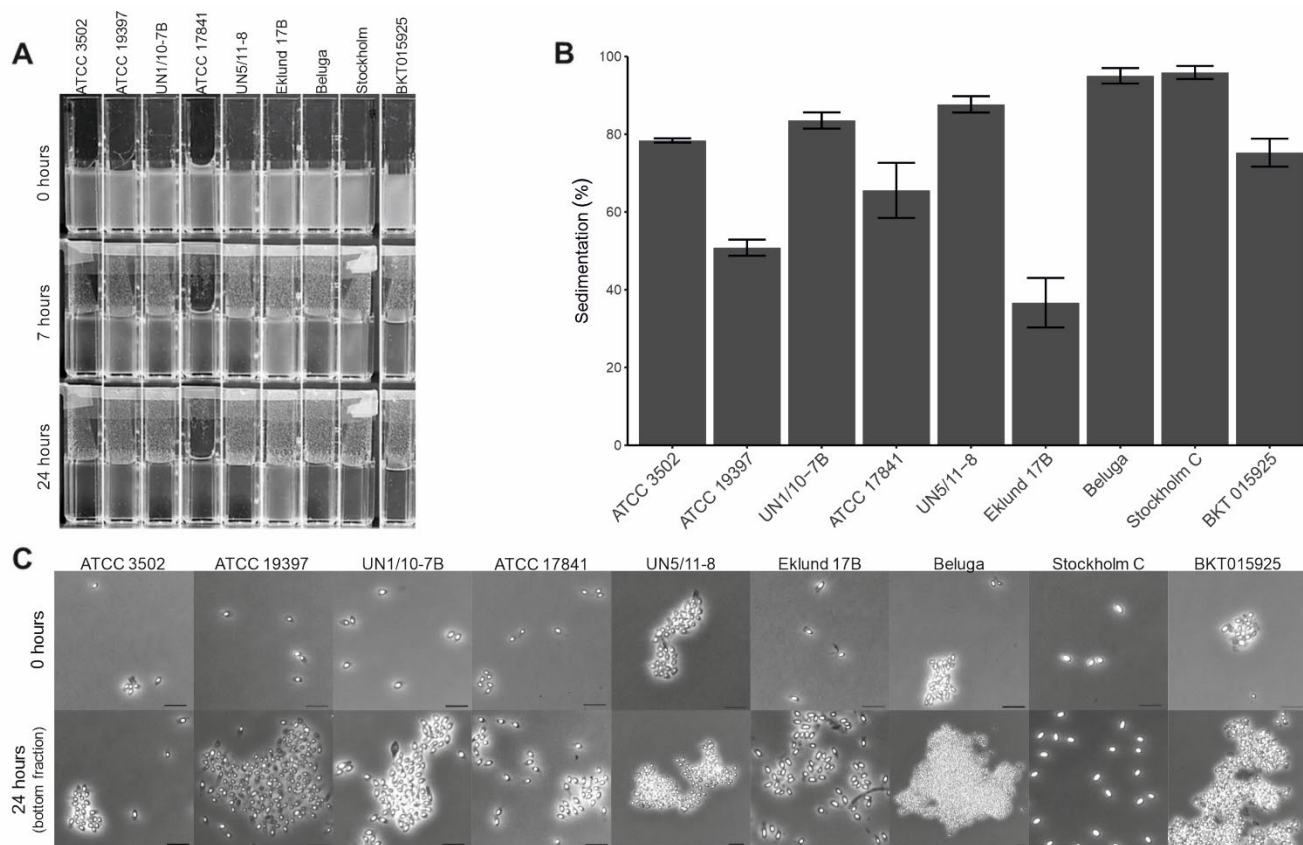 A
ATCC 3502
ATCC 19397
UN1/10-7B
ATCC 17841
UN5/11-8
Eklund 17B
Beluga
Stockholm
BKT015925
0 hours
7 hours
24 hours
B
Sedimentation (%)
100
80
60
40
20
0
ATCC 3502
ATCC 19397
UN1/10−7B
ATCC 17841
UN5/11−8
Eklund 17B
Beluga
Stockholm C
BKT 015925
C
ATCC 3502
ATCC 19397
UN1/10-7B
ATCC 17841
UN5/11-8
Eklund 17B
Beluga
Stockholm C
BKT015925
0 hours
24 hours
(bottom fraction)